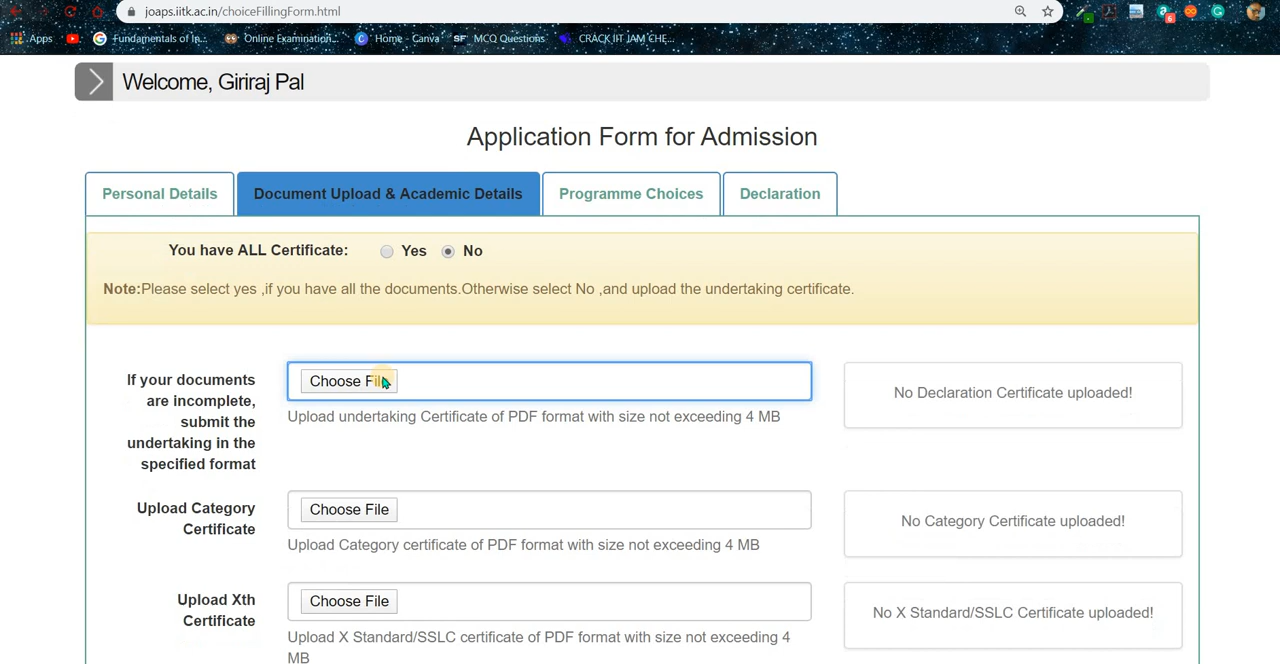 joaps.iitk.ac.in/choiceFillingForm.html
Apps Fundamentals of In... Online Examination... Home - Canva MCQ Questions CRACK IIT JAM CHE...
Welcome, Giriraj Pal
Application Form for Admission
Personal Details Document Upload & Academic Details Programme Choices Declaration
You have ALL Certificate: Yes No
Note:Please select yes ,if you have all the documents.Otherwise select No ,and upload the undertaking certificate.
If your documents
are incomplete,
submit the
undertaking in the
specified format
Choose File
Upload undertaking Certificate of PDF format with size not exceeding 4 MB
No Declaration Certificate uploaded!
Upload Category
Certificate
Choose File
Upload Category certificate of PDF format with size not exceeding 4 MB
No Category Certificate uploaded!
Upload Xth
Certificate
Choose File
Upload X Standard/SSLC certificate of PDF format with size not exceeding 4
MB
No X Standard/SSLC Certificate uploaded!